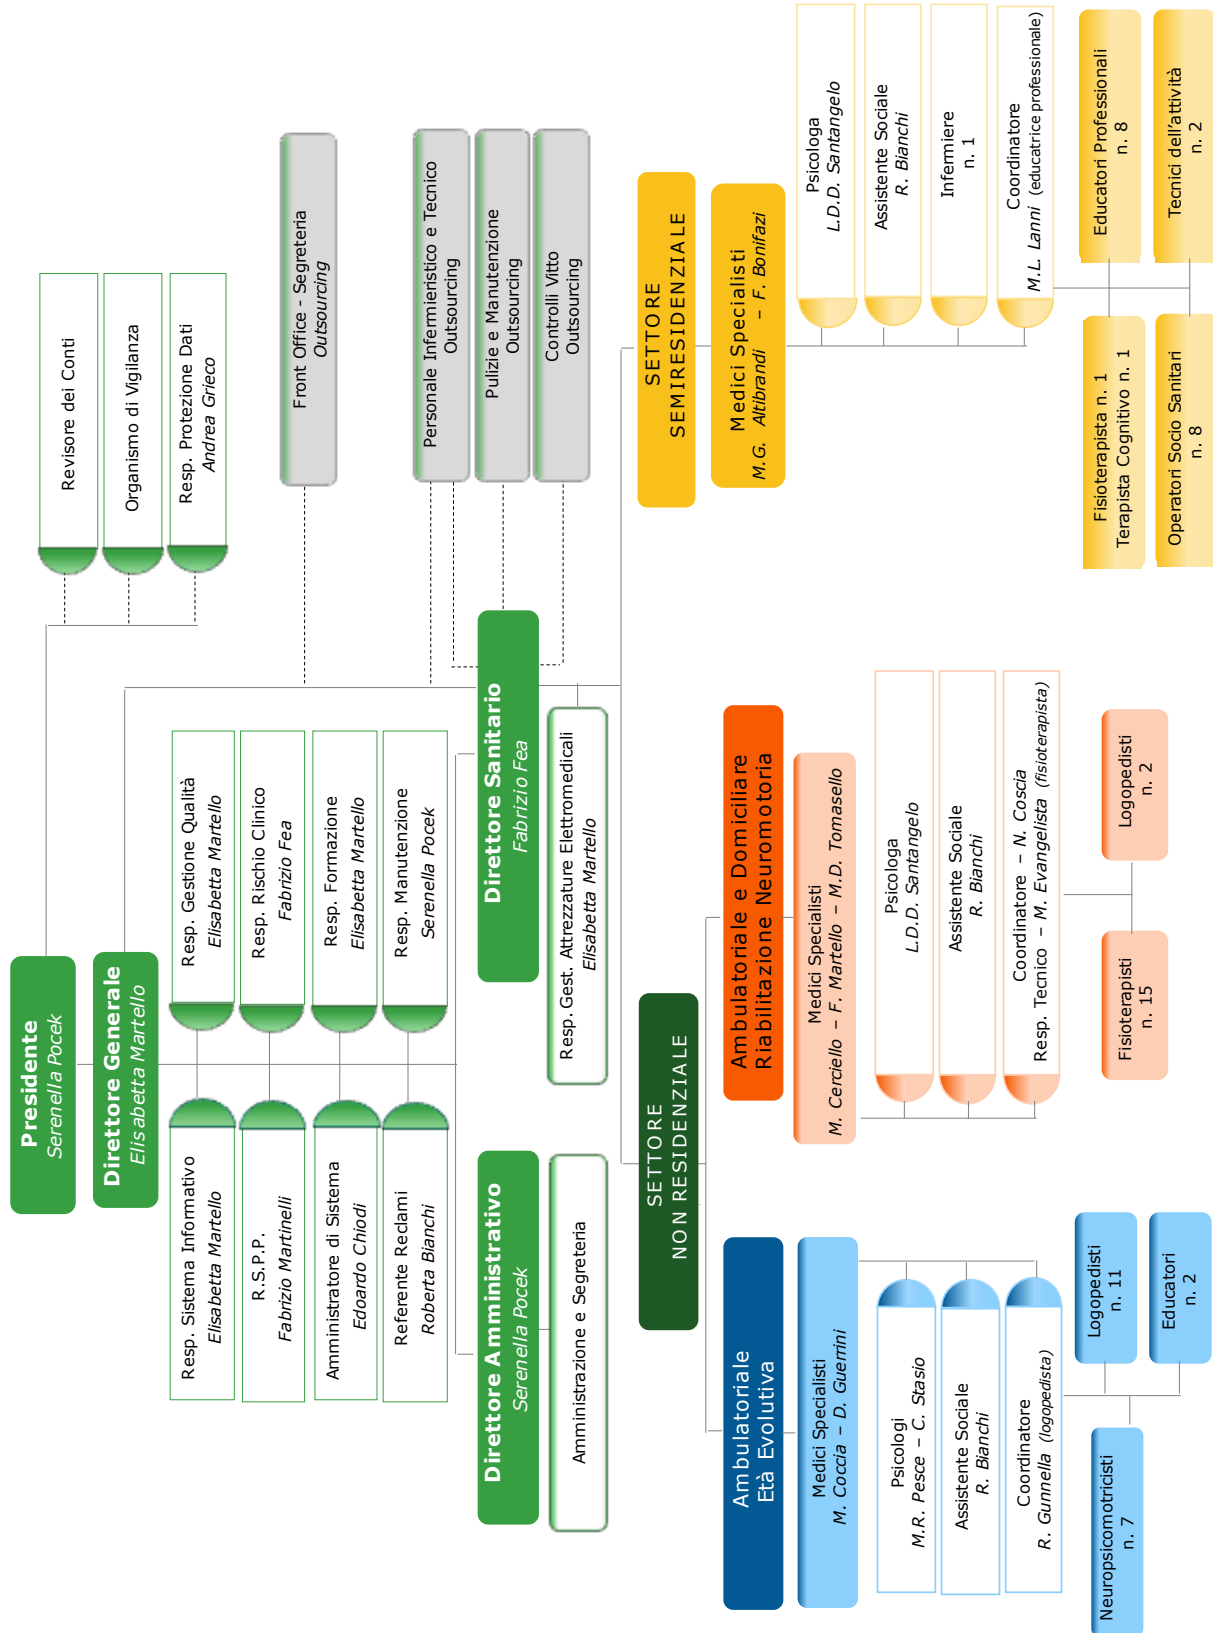 Presidente
Serenella Pocek
Direttore Generale
Elisabetta Martello
Revisore dei Conti
Organismo di Vigilanza
Resp. Protezione Dati
Andrea Grieco
Resp. Sistema Informativo
Elisabetta Martello
Resp. Gestione Qualità
Elisabetta Martello
R.S.P.P.
Fabrizio Martinelli
Resp. Rischio Clinico
Fabrizio Fea
Amministratore di Sistema
Edoardo Chiodi
Resp. Formazione
Elisabetta Martello
Referente Reclami
Roberta Bianchi
Resp. Manutenzione
Serenella Pocek
Front Office - Segreteria
Outsourcing
Personale Infermieristico e Tecnico
Outsourcing
Pulizie e Manutenzione
Outsourcing
Controlli Vitto
Outsourcing
Direttore Amministrativo
Serenella Pocek
Amministrazione e Segreteria
Direttore Sanitario
Fabrizio Fea
Resp. Gest. Attrezzature Elettromedicali
Elisabetta Martello
SETTORE
NON RESIDENZIALE
Ambulatoriale
Età Evolutiva
Medici Specialisti
M. Coccia – D. Guerrini
Psicologi
M.R. Pesce – C. Stasio
Assistente Sociale
R. Bianchi
Coordinatore
R. Gunnella (logopedista)
Neuropsicomotricisti
n. 7
Logopedisti
n. 11
Educatori
n. 2
Ambulatoriale e Domiciliare
Riabilitazione Neuromotoria
Medici Specialisti
M. Cerciello – F. Martello – M.D. Tomasello
Psicologa
L.D.D. Santangelo
Assistente Sociale
R. Bianchi
Coordinatore – N. Coscia
Resp. Tecnico – M. Evangelista (fisioterapista)
Fisioterapisti
n. 15
Logopedisti
n. 2
SETTORE
SEMIRESIDENZIALE
Medici Specialisti
M.G. Altibrandi – F. Bonifazi
Psicologa
L.D.D. Santangelo
Assistente Sociale
R. Bianchi
Infermiere
n. 1
Coordinatore
M.L. Lanni (educatrice professionale)
Fisioterapista n. 1
Terapista Cognitivo n. 1
Educatori Professionali
n. 8
Operatori Socio Sanitari
n. 8
Tecnici dell'attività
n. 2